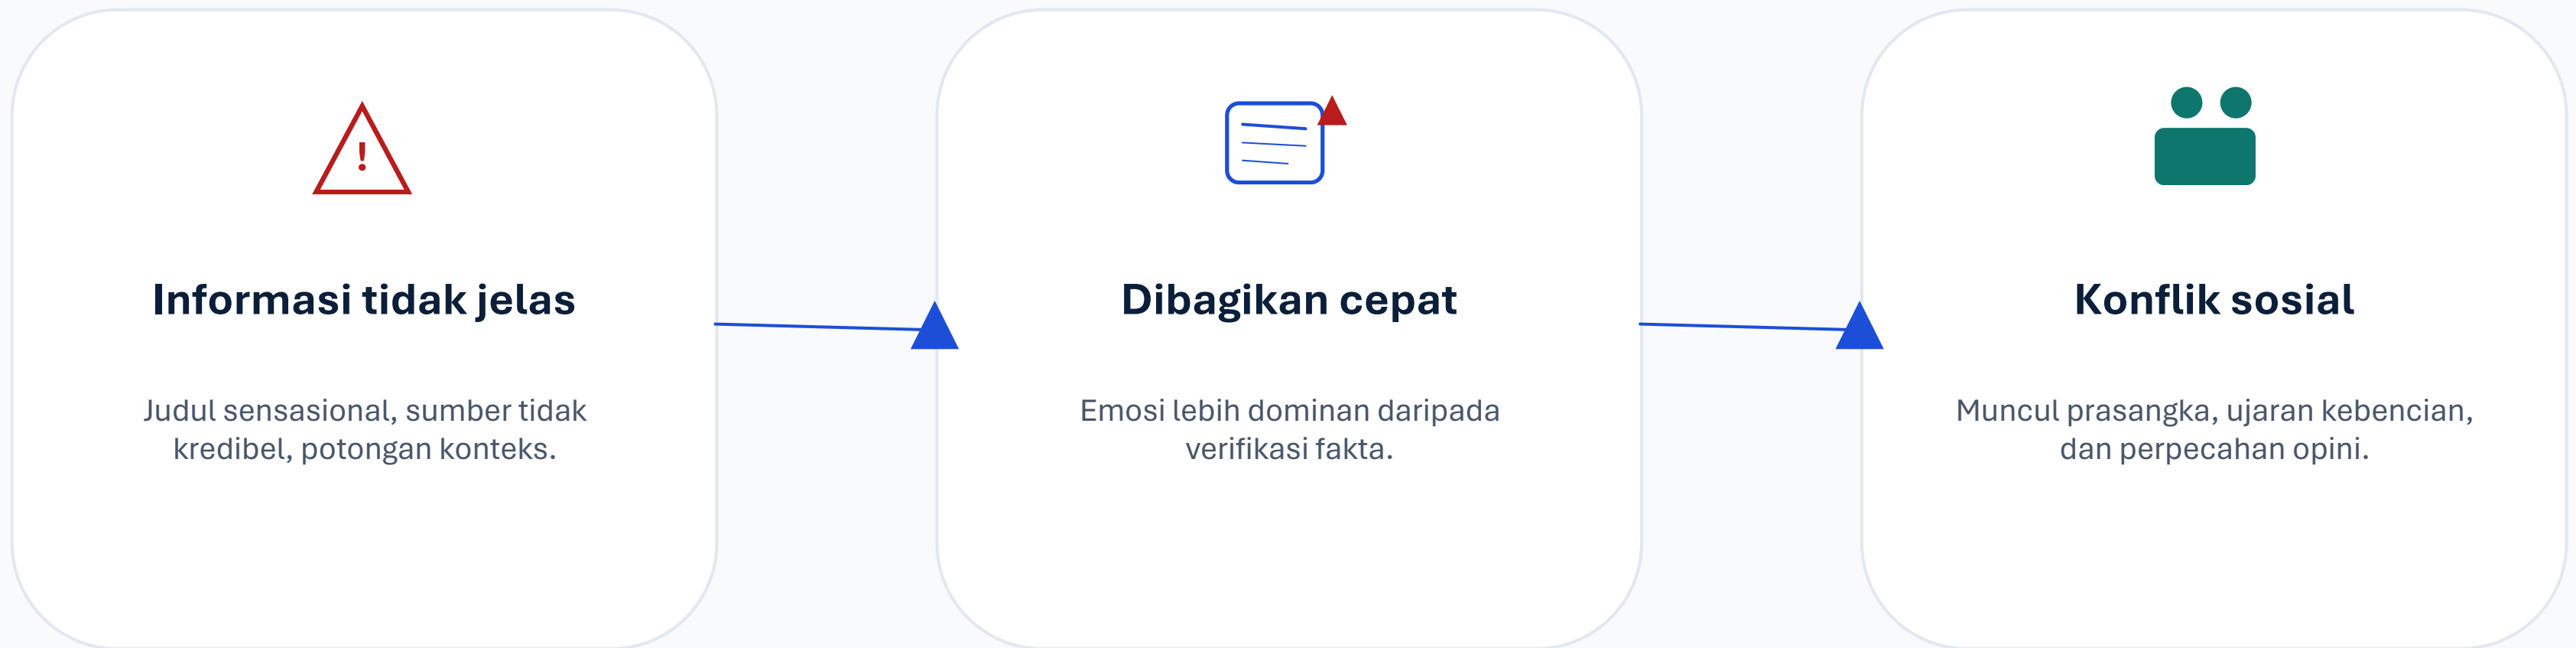 !
Informasi tidak jelas
Judul sensasional, sumber tidak
kredibel, potongan konteks.
Dibagikan cepat
Emosi lebih dominan daripada
verifikasi fakta.
Konflik sosial
Muncul prasangka, ujaran kebencian,
dan perpecahan opini.